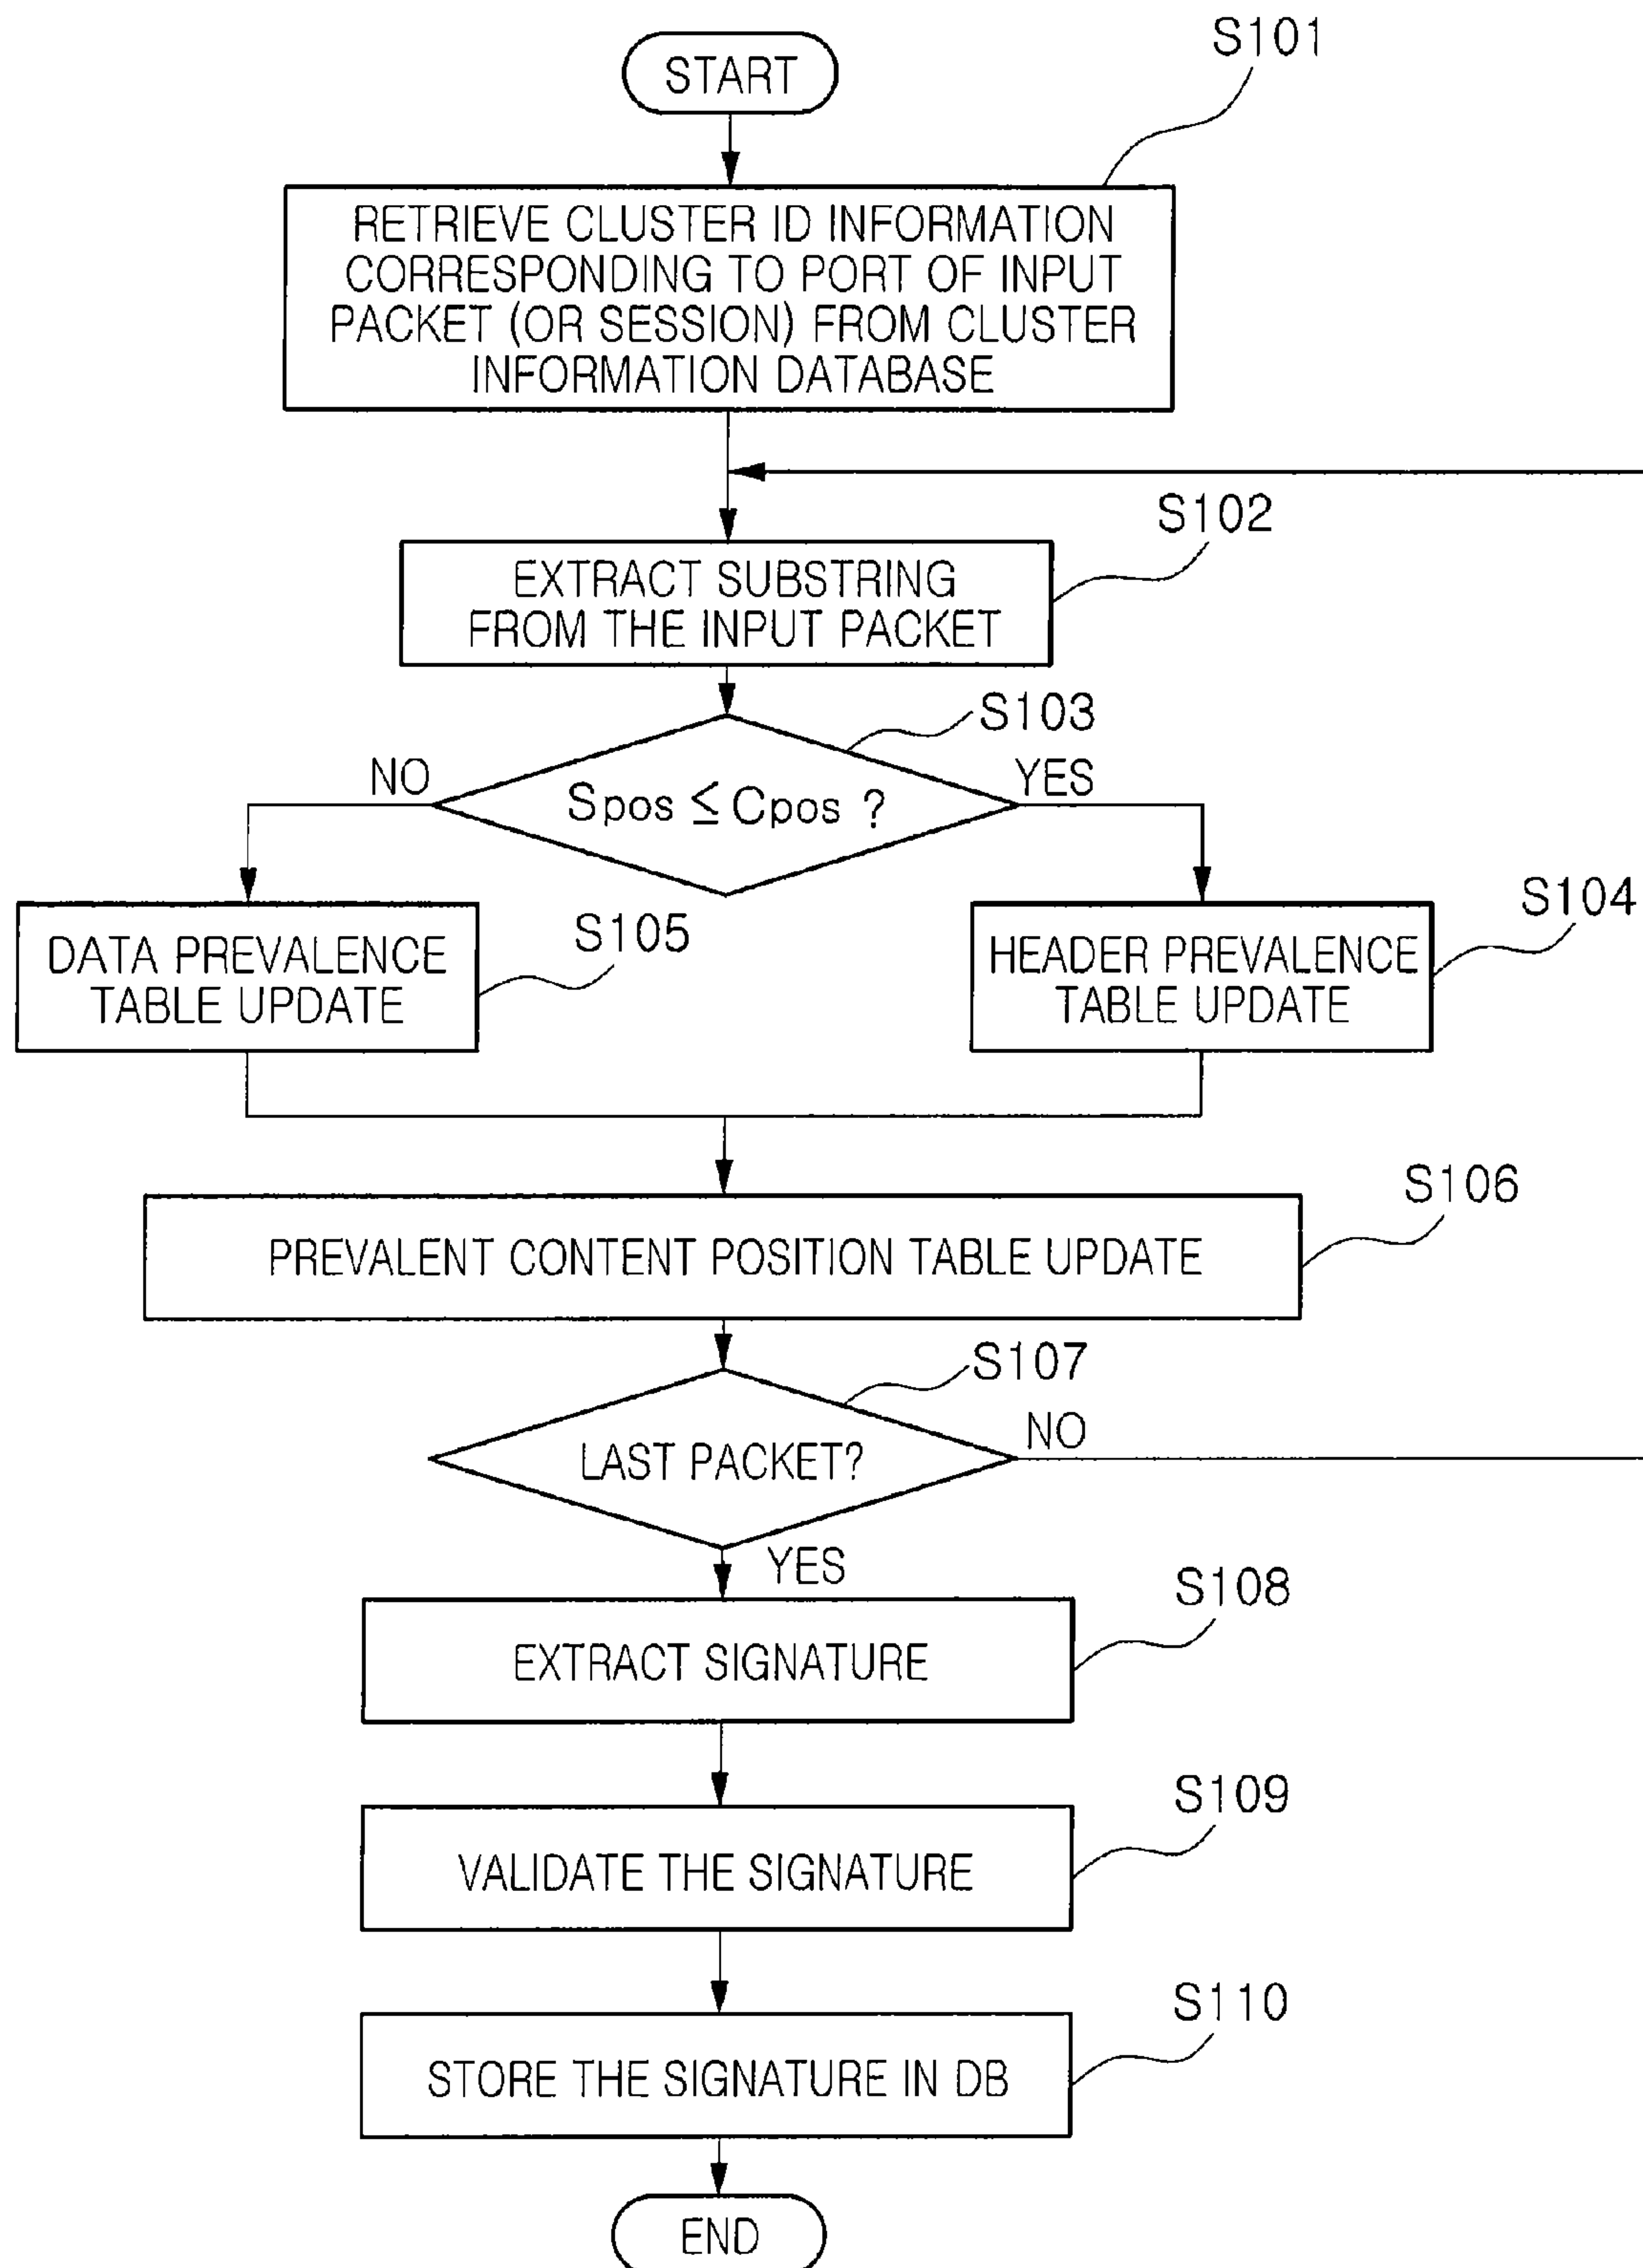 S101
START
RETRIEVE CLUSTER ID INFORMATION
CORRESPONDING TO PORT OF INPUT
PACKET (OR SESSION) FROM CLUSTER
INFORMATION DATABASE
S102
EXTRACT SUBSTRING
FROM THE INPUT PACKET
S103
NO
YES
Spos ≤ Cpos ?
S104
S105
DATA PREVALENCE
TABLE UPDATE
HEADER PREVALENCE
TABLE UPDATE
S106
PREVALENT CONTENT POSITION TABLE UPDATE
S107
NO
LAST PACKET?
YES
S108
EXTRACT SIGNATURE
S109
VALIDATE THE SIGNATURE
S110
STORE THE SIGNATURE IN DB
END